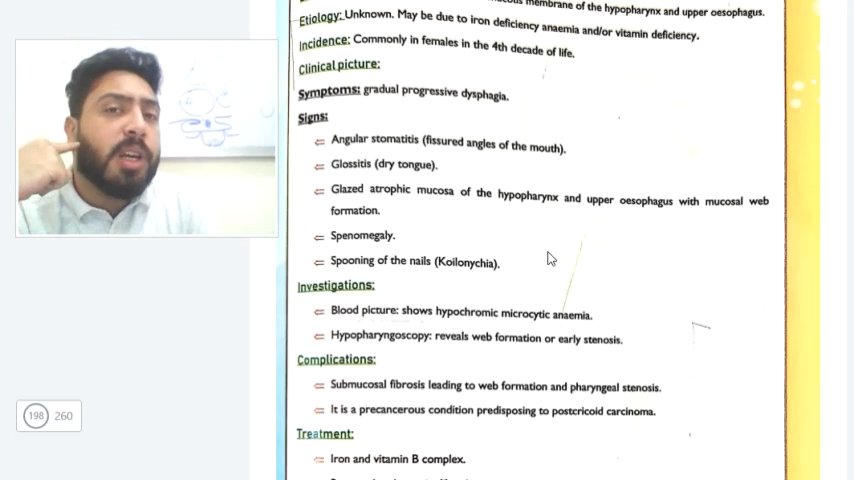 membrane of the hypopharynx and upper oesophagus.
Etiology: Unknown. May be due to iron deficiency anaemia and/or vitamin deficiency.
Incidence: Commonly in females in the 4th decade of life.
Clinical picture:
Symptoms: gradual progressive dysphagia.
Signs:
⇐ Angular stomatitis (fissured angles of the mouth).
⇐ Glossitis (dry tongue).
⇐ Glazed atrophic mucosa of the hypopharynx and upper oesophagus with mucosal web
formation.
⇐ Spenomegaly.
⇐ Spooning of the nails (Koilonychia).
Investigations:
⇐ Blood picture: shows hypochromic microcytic anaemia.
⇐ Hypopharyngoscopy: reveals web formation or early stenosis.
Complications:
⇐ Submucosal fibrosis leading to web formation and pharyngeal stenosis.
⇐ It is a precancerous condition predisposing to postcricoid carcinoma.
Treatment:
⇐ Iron and vitamin B complex.
198 260